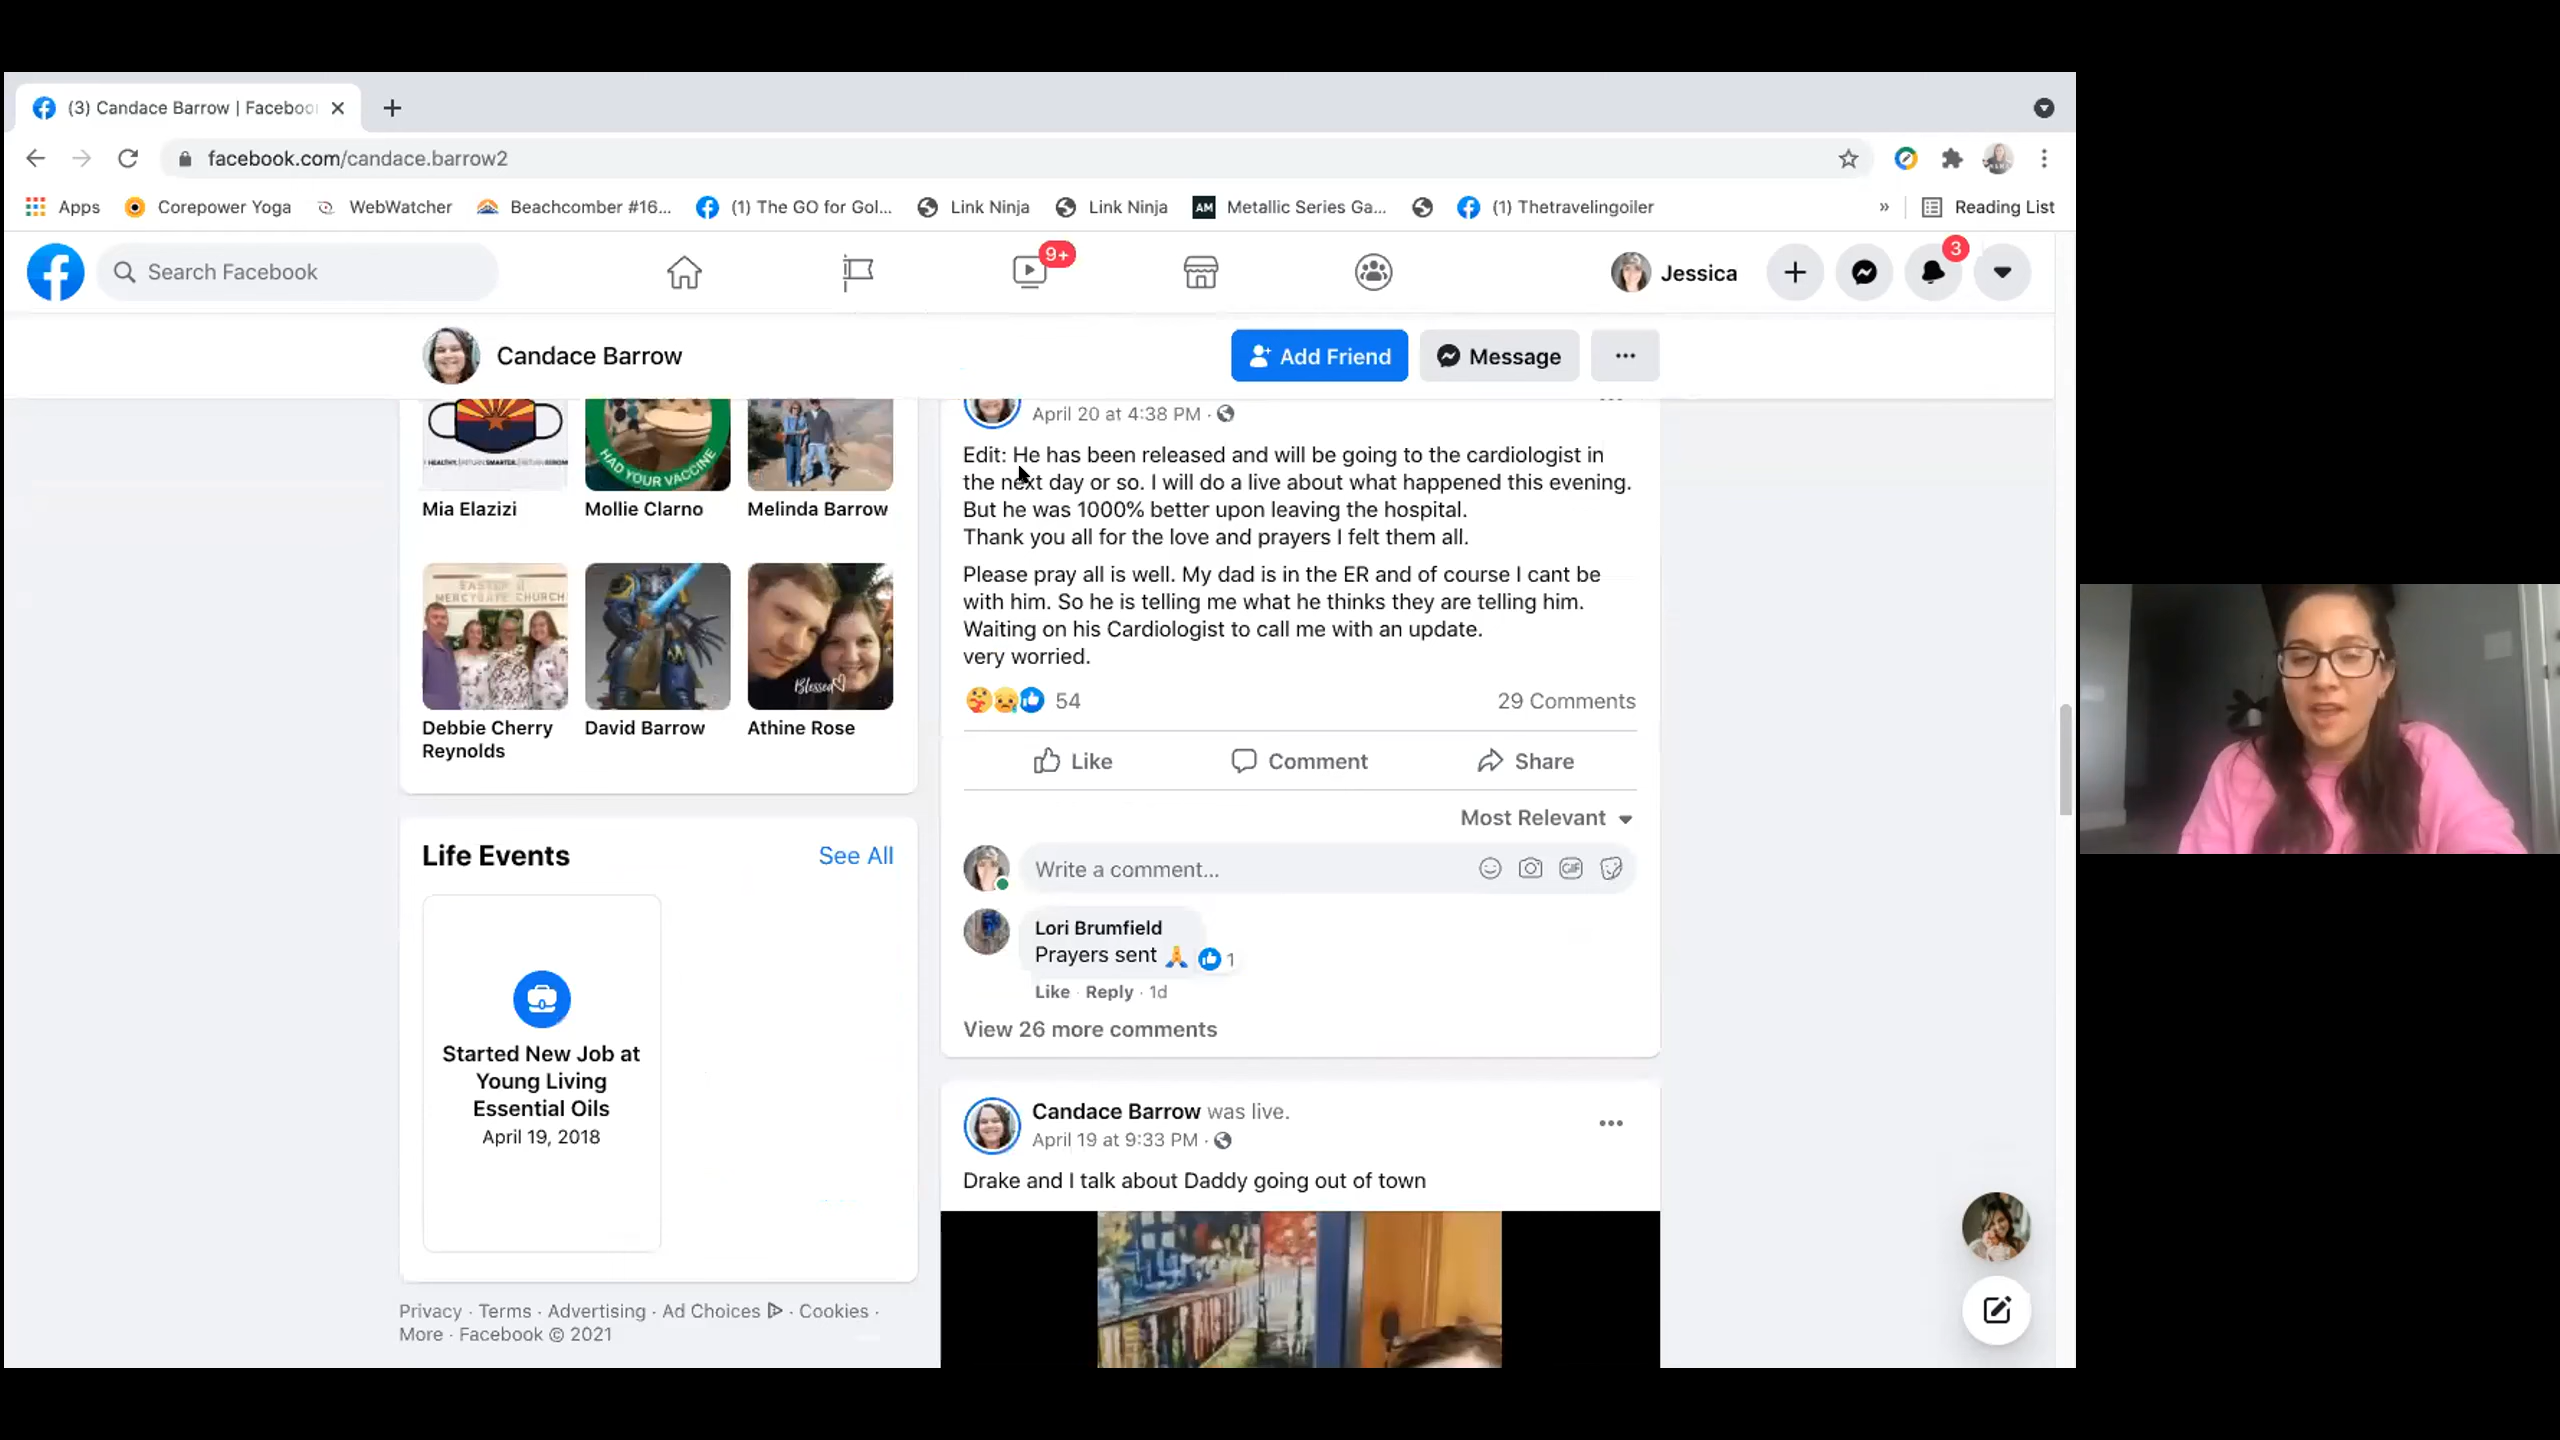 (3) Candace Barrow | Faceboo
facebook.com/candace.barrow2
Apps
Corepower Yoga
WebWatcher
Beachcomber #16...
(1) The GO for Gol...
Link Ninja
Link Ninja
AM
Metallic Series Ga...
(1) Thetravelingoiler
»
Reading List
Search Facebook
9+
Jessica
3
Candace Barrow
Add Friend
Message
HAD YOUR VACCINE
Mia Elazizi
Mollie Clarno
Melinda Barrow
EASTER
MERCYGATE CHURCH
Blessed
Debbie Cherry
Reynolds
David Barrow
Athine Rose
Life Events
See All
Started New Job at
Young Living
Essential Oils
April 19, 2018
Privacy · Terms · Advertising · Ad Choices · Cookies ·
More · Facebook © 2021
April 20 at 4:38 PM ·
Edit: He has been released and will be going to the cardiologist in
the next day or so. I will do a live about what happened this evening.
But he was 1000% better upon leaving the hospital.
Thank you all for the love and prayers I felt them all.
Please pray all is well. My dad is in the ER and of course I cant be
with him. So he is telling me what he thinks they are telling him.
Waiting on his Cardiologist to call me with an update.
very worried.
54
29 Comments
Like
Comment
Share
Most Relevant
Write a comment...
GIF
Lori Brumfield
Prayers sent 🙏
1
Like · Reply · 1d
View 26 more comments
Candace Barrow was live.
April 19 at 9:33 PM ·
Drake and I talk about Daddy going out of town